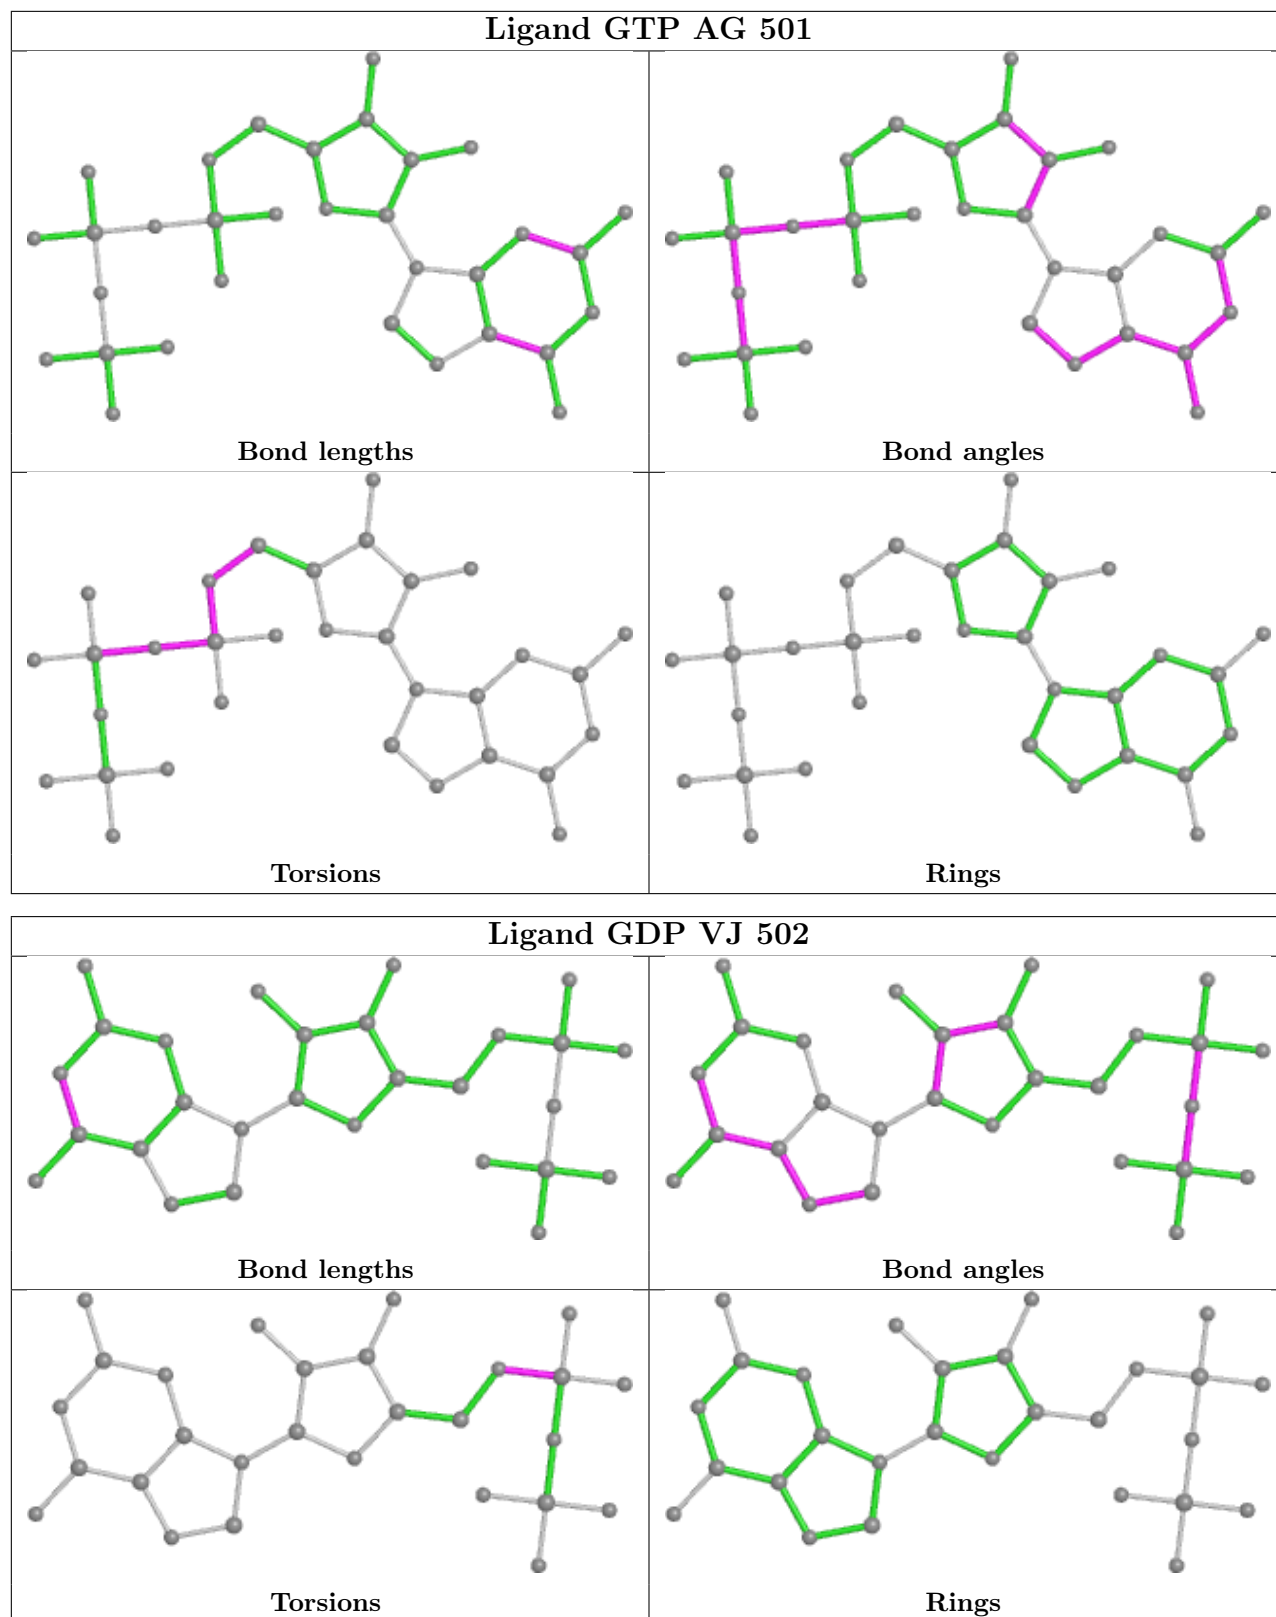 Ligand GTP AG 501
Bond lengths
Bond angles
Torsions
Rings
Ligand GDP VJ 502
Bond lengths
Bond angles
Torsions
Rings